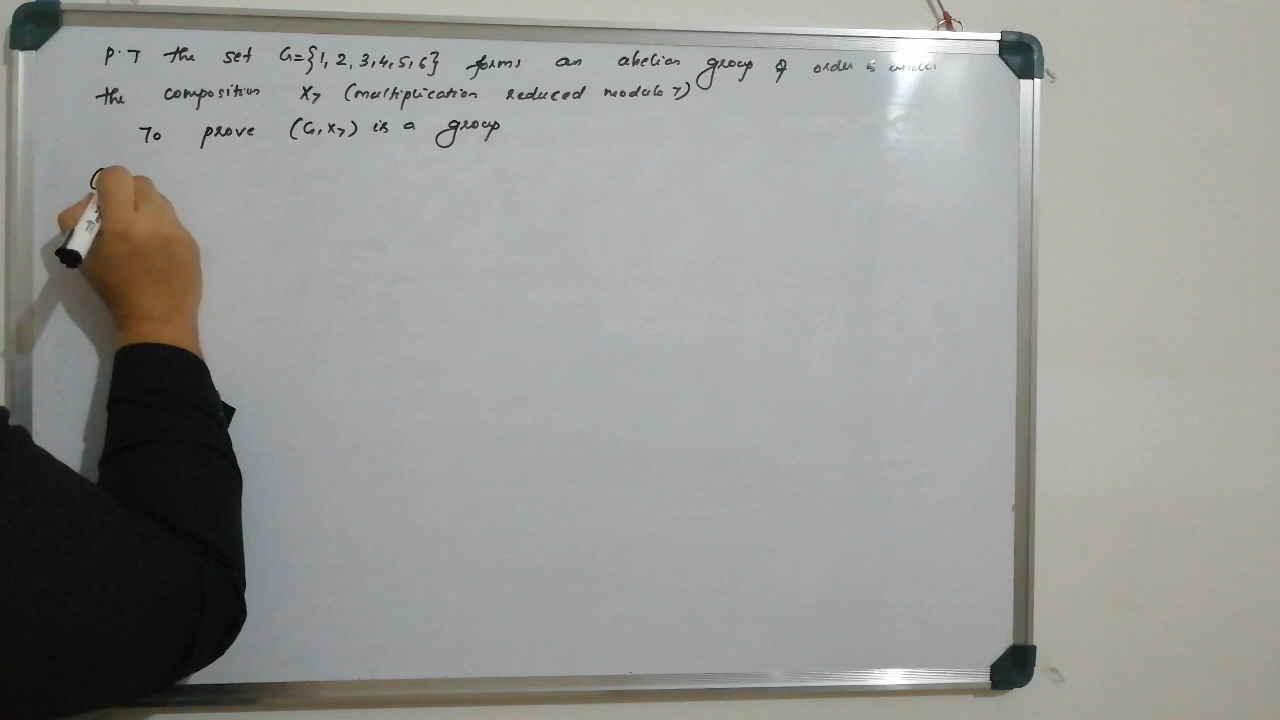 P.T the set G={1, 2, 3, 4, 5, 6} forms an abelian group of order 6 under
the composition X₇ (multiplication reduced modulo 7)
To prove (G, X₇) is a group